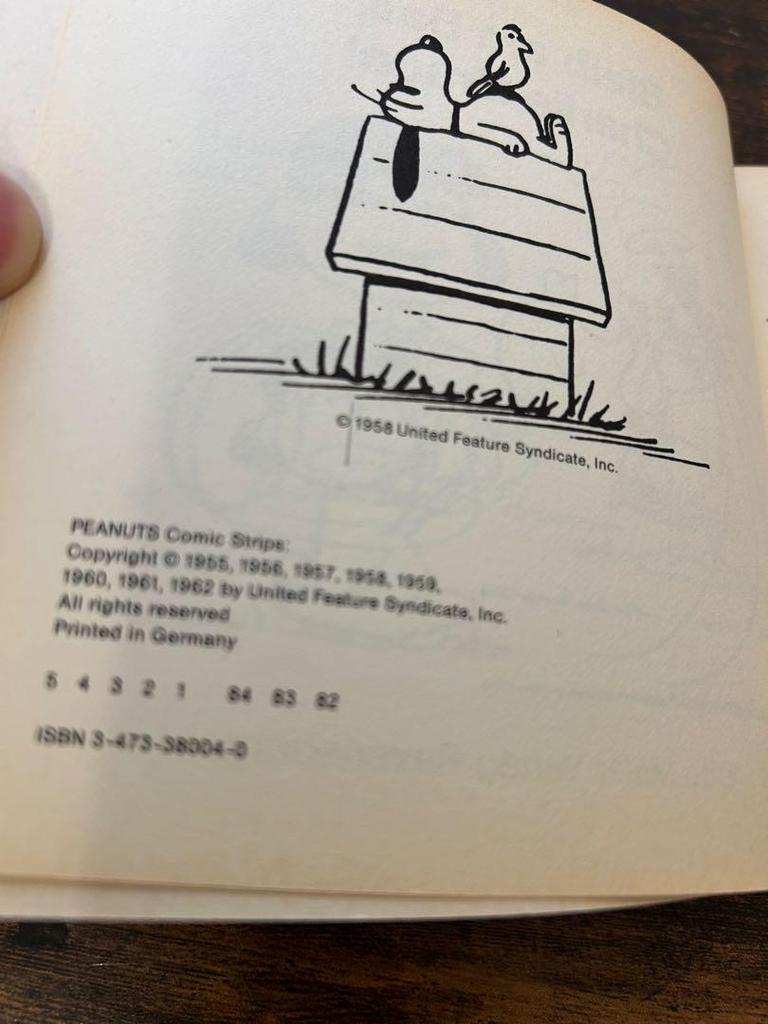 © 1958 United Feature Syndicate, Inc.
PEANUTS Comic Strips:
Copyright © 1955, 1956, 1957, 1958, 1959,
1960, 1961, 1962 by United Feature Syndicate, Inc.
All rights reserved
Printed in Germany
5 4 3 2 1 84 83 82
ISBN 3-473-38004-0